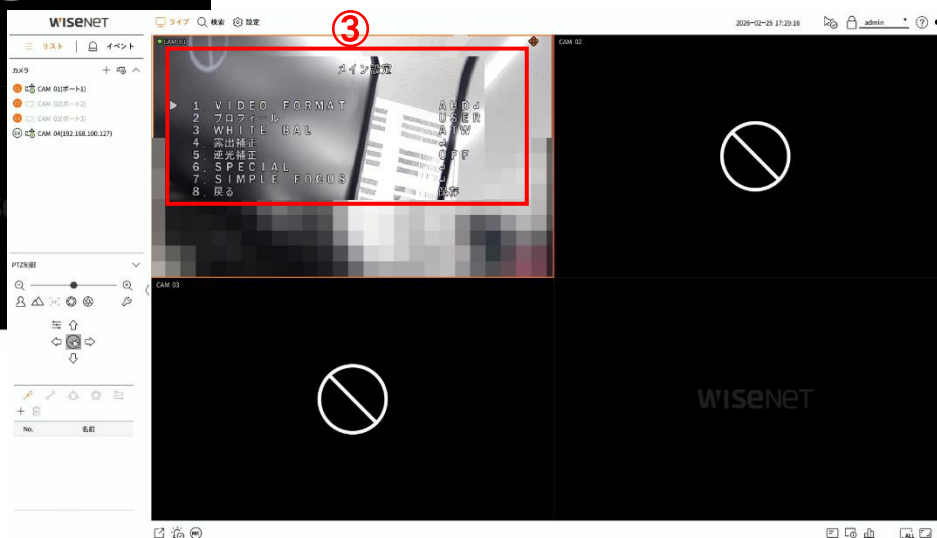 WISENET
ライブ 検索 設定
③
2026-02-25 17:29:16
admin
リスト イベント
カメラ
CAM 01(ポート1)
CAM 02(ポート2)
CAM 03(ポート3)
CAM 04(192.168.100.127)
CAM 01
CAM 02
メイン設定
1. VIDEO FORMAT AHD↲
2. プロフィール USER
3. WHITE BAL ATW
4. 露出補正 ↲
5. 逆光補正 OFF
6. SPECIAL ↲
7. SIMPLE FOCUS ↲
8. 戻る 保存
PTZ制御
CAM 03
WISENET
No. 名前
REC
ALL